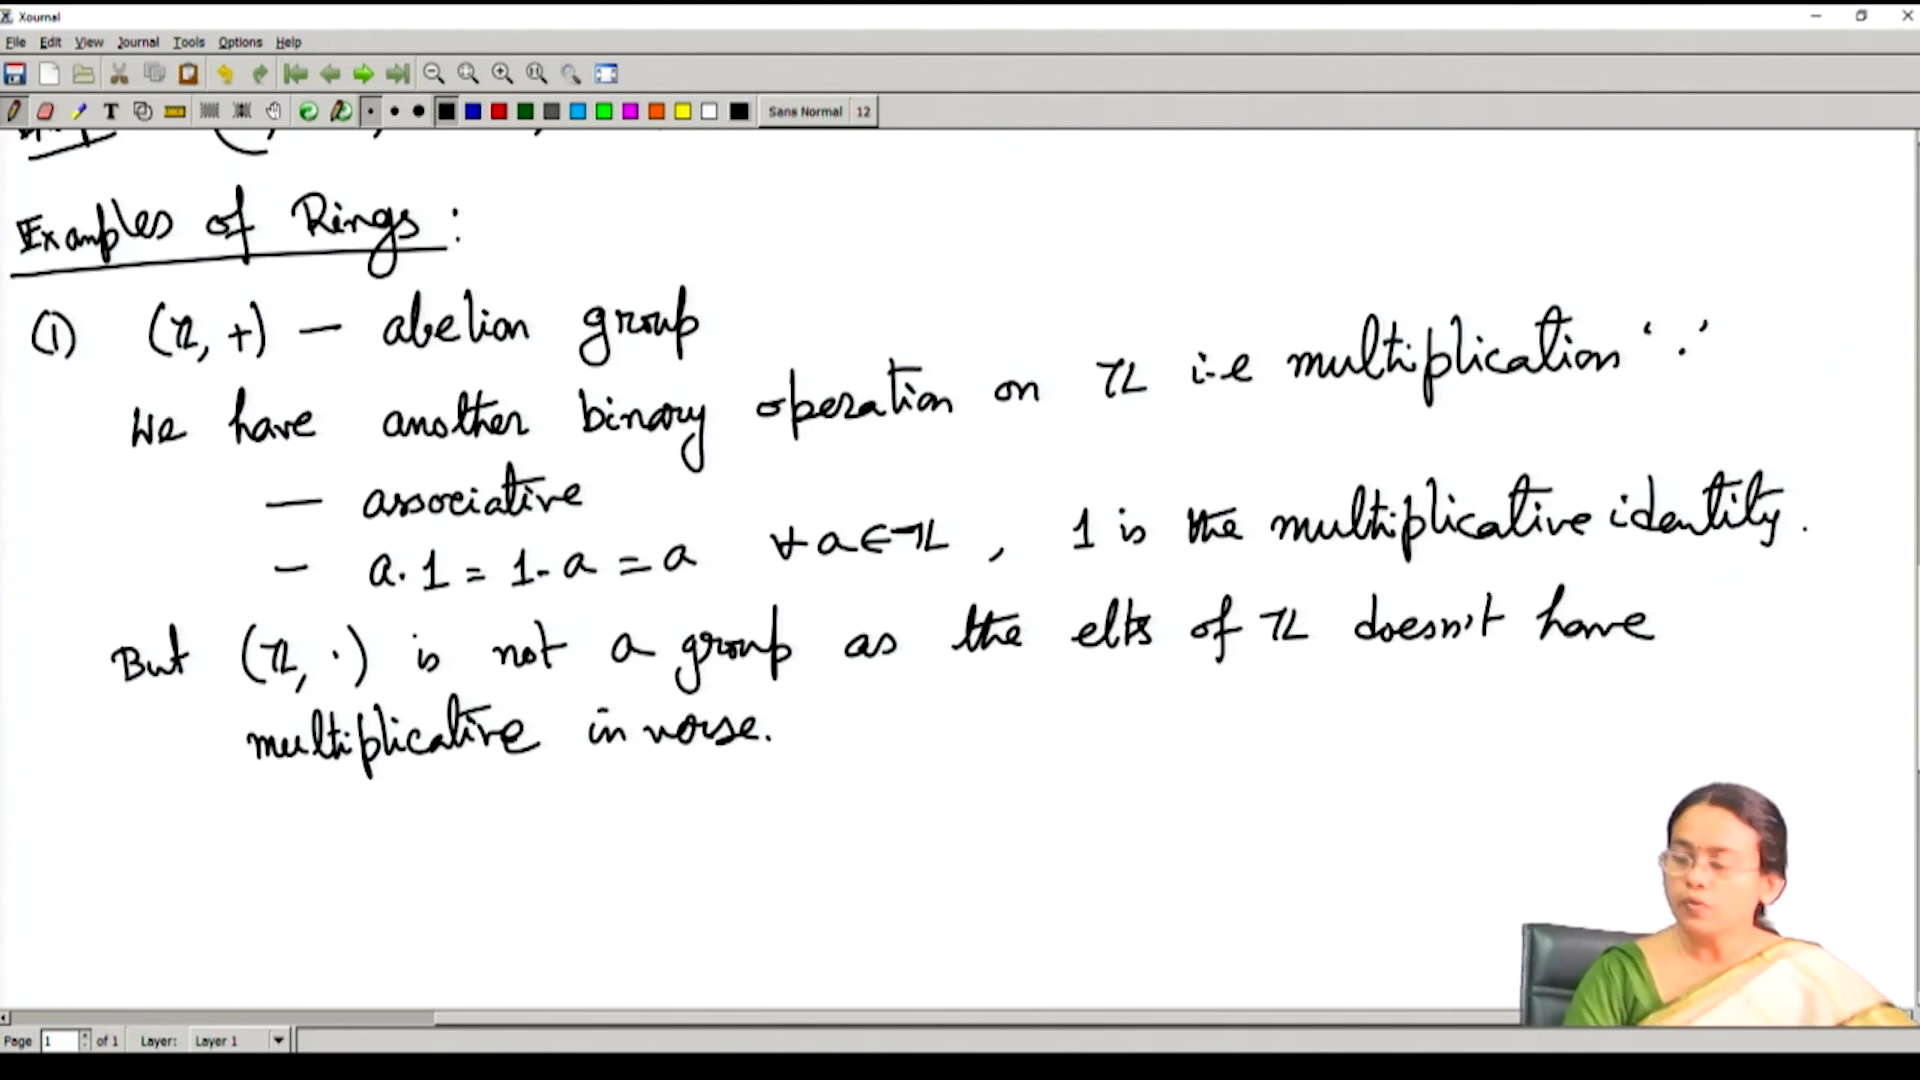 Xournal
File Edit View Journal Tools Options Help
Sans Normal 12
Examples of Rings :
(1) (ℤ, +) — abelian group
We have another binary operation on ℤ i.e multiplication '.'
— associative
— a. 1 = 1. a = a ∀ a ∈ ℤ , 1 is the multiplicative identity.
But (ℤ, ·) is not a group as the elts of ℤ doesn't have
multiplicative inverse.
Page 1 of 1 Layer: Layer 1